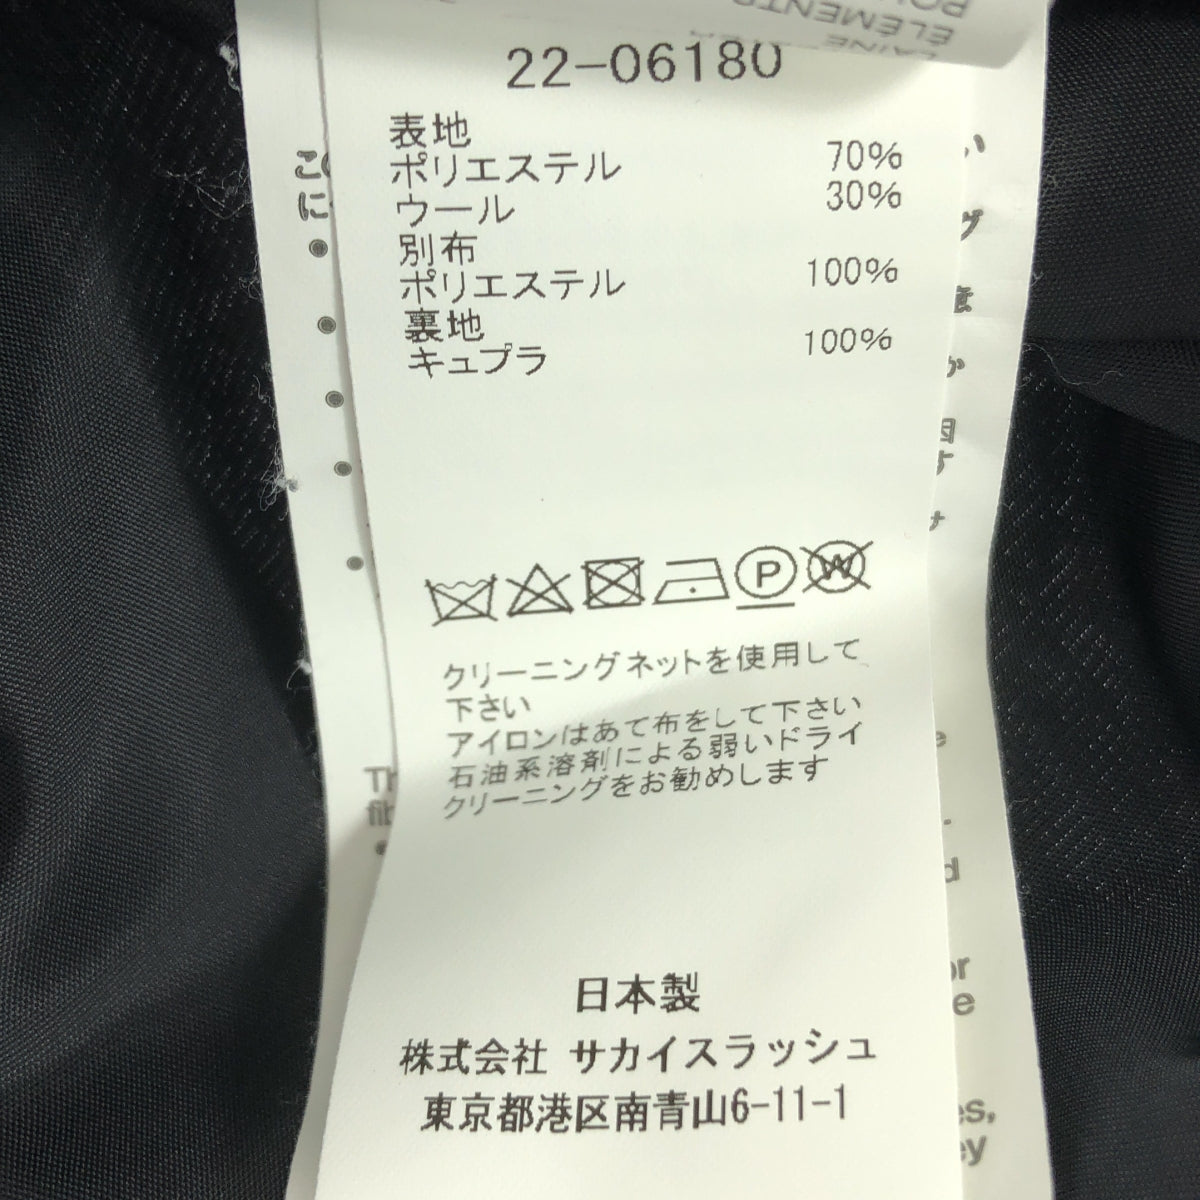 ÉLÉMENTR
22-06180
表地
ポリエステル 70%
ウール 30%
別布
ポリエステル 100%
裏地
キュプラ 100%
P W
クリーニングネットを使用して
下さい
アイロンはあて布をして下さい
石油系溶剤による弱いドライ
クリーニングをお勧めします
日本製
株式会社 サカイスラッシュ
東京都港区南青山6-11-1